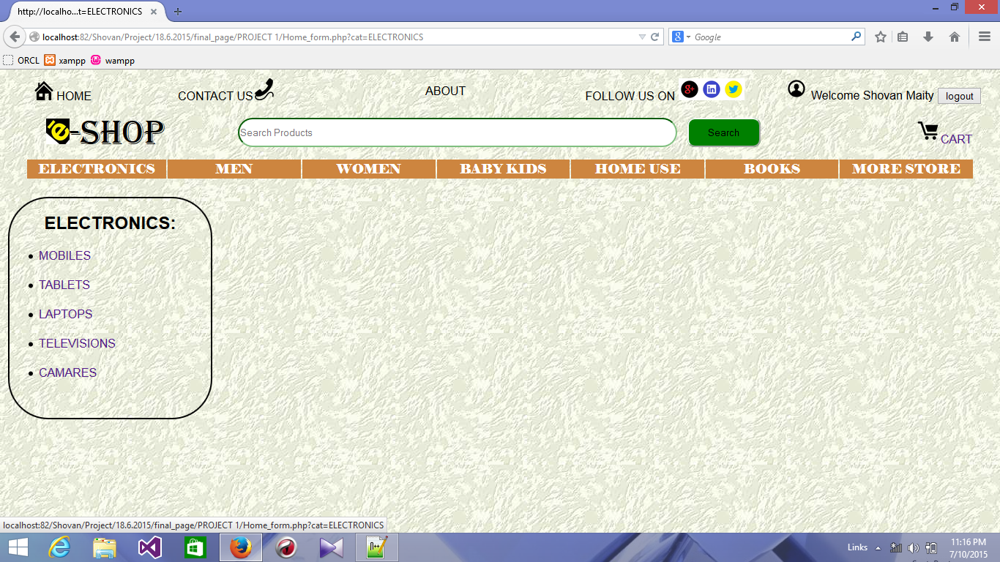 http://localho...t=ELECTRONICS
localhost:82/Shovan/Project/18.6.2015/final_page/PROJECT 1/Home_form.php?cat=ELECTRONICS
Google
ORCL xampp wampp
HOME CONTACT US ABOUT FOLLOW US ON g+ in Welcome Shovan Maity logout
e-SHOP Search Products Search CART
ELECTRONICS MEN WOMEN BABY KIDS HOME USE BOOKS MORE STORE
ELECTRONICS:
MOBILES
TABLETS
LAPTOPS
TELEVISIONS
CAMARES
localhost:82/Shovan/Project/18.6.2015/final_page/PROJECT 1/Home_form.php?cat=ELECTRONICS
Links 11:16 PM
7/10/2015